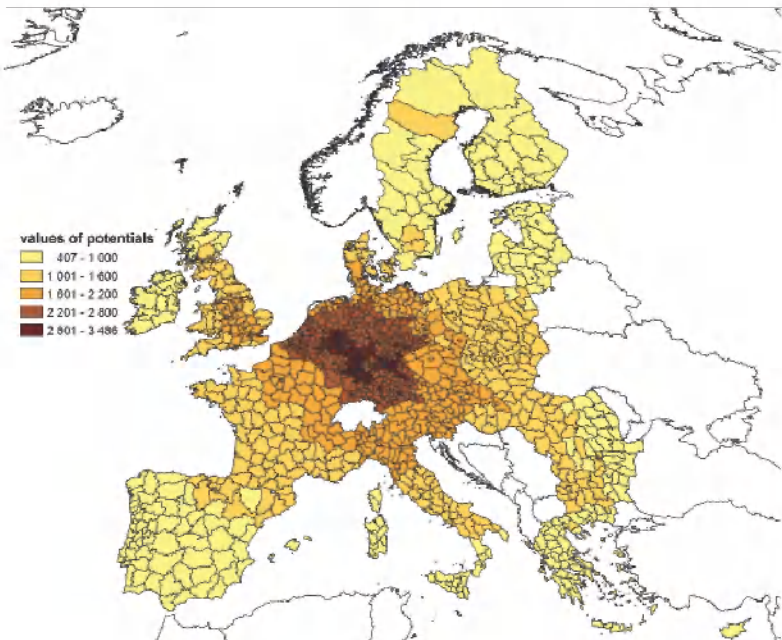 values of potentials
407 - 1 000
1 001 - 1 600
1 601 - 2 200
2 201 - 2 800
2 801 - 3 486